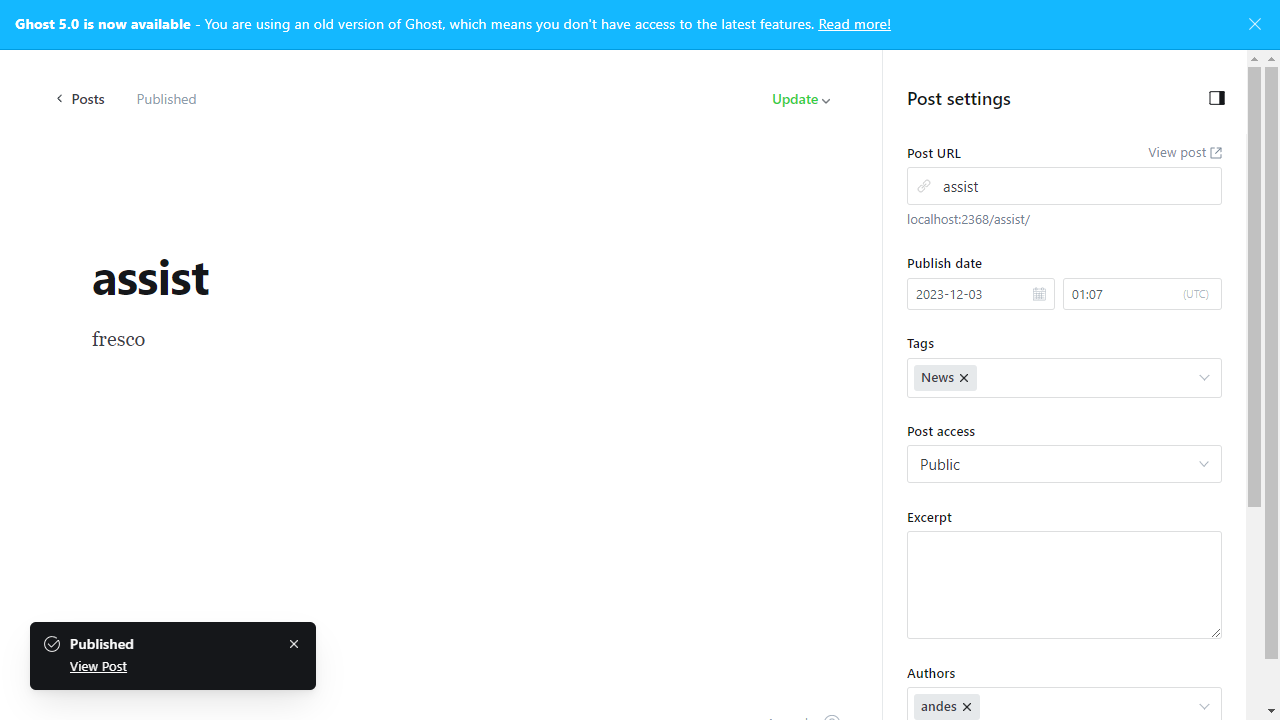 Ghost 5.0 is now available - You are using an old version of Ghost, which means you don't have access to the latest features. Read more!
Posts
Published
Update
assist
fresco
Published
View Post
Post settings
Post URL
View post
assist
localhost:2368/assist/
Publish date
2023-12-03
01:07
(UTC)
Tags
News
Post access
Public
Excerpt
Authors
andes